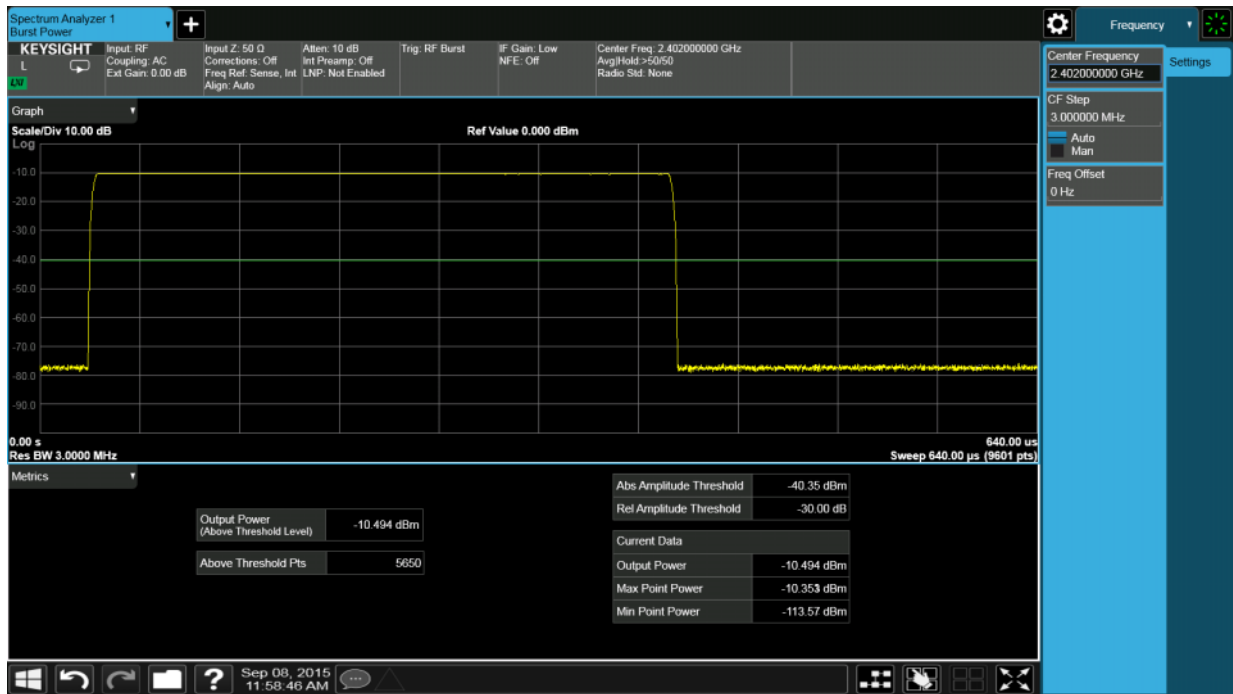 Spectrum Analyzer 1
Burst Power
Frequency
KEYSIGHT
L
LXI
Input: RF
Coupling: AC
Ext Gain: 0.00 dB
Input Z: 50 Ω
Corrections: Off
Freq Ref: Sense, Int
Align: Auto
Atten: 10 dB
Int Preamp: Off
LNP: Not Enabled
Trig: RF Burst
IF Gain: Low
NFE: Off
Center Freq: 2.402000000 GHz
Avg|Hold:>50/50
Radio Std: None
Center Frequency
2.402000000 GHz
Settings
CF Step
3.000000 MHz
Auto
Man
Freq Offset
0 Hz
Graph
Scale/Div 10.00 dB
Ref Value 0.000 dBm
Log
-10.0
-20.0
-30.0
-40.0
-50.0
-60.0
-70.0
-80.0
-90.0
0.00 s
640.00 us
Res BW 3.0000 MHz
Sweep 640.00 µs (9601 pts)
Metrics
Output Power
(Above Threshold Level)
-10.494 dBm
Above Threshold Pts
5650
Abs Amplitude Threshold
-40.35 dBm
Rel Amplitude Threshold
-30.00 dB
Current Data
Output Power
-10.494 dBm
Max Point Power
-10.353 dBm
Min Point Power
-113.57 dBm
?
Sep 08, 2015
11:58:46 AM